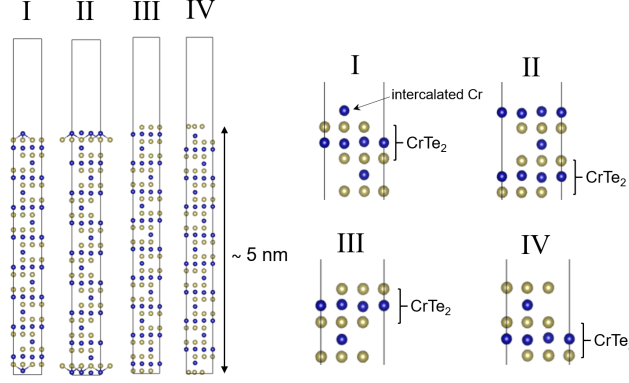 I II III IV
~ 5 nm
I
intercalated Cr
CrTe2
II
CrTe2
III
CrTe2
IV
CrTe